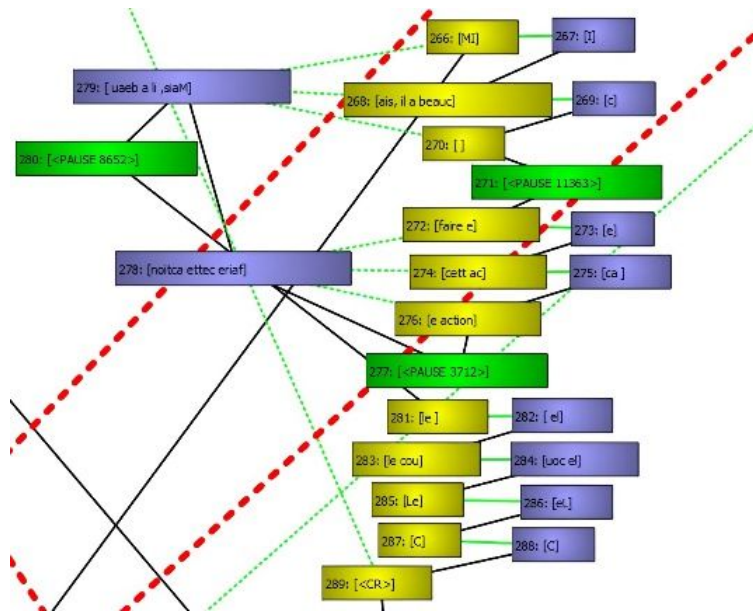 266: [MI]
267: [I]
279: [ uaeb a li ,siaM]
268: [ais, il a beauc]
269: [c]
270: [ ]
280: [<PAUSE 8652>]
271: [<PAUSE 11363>]
272: [faire e]
273: [e]
278: [noitca ettec eriaf]
274: [cett ac]
275: [ca ]
276: [e action]
277: [<PAUSE 3712>]
281: [le ]
282: [ el]
283: [le cou]
284: [uoc el]
285: [Le]
286: [eL]
287: [C]
288: [C]
289: [<CR>]